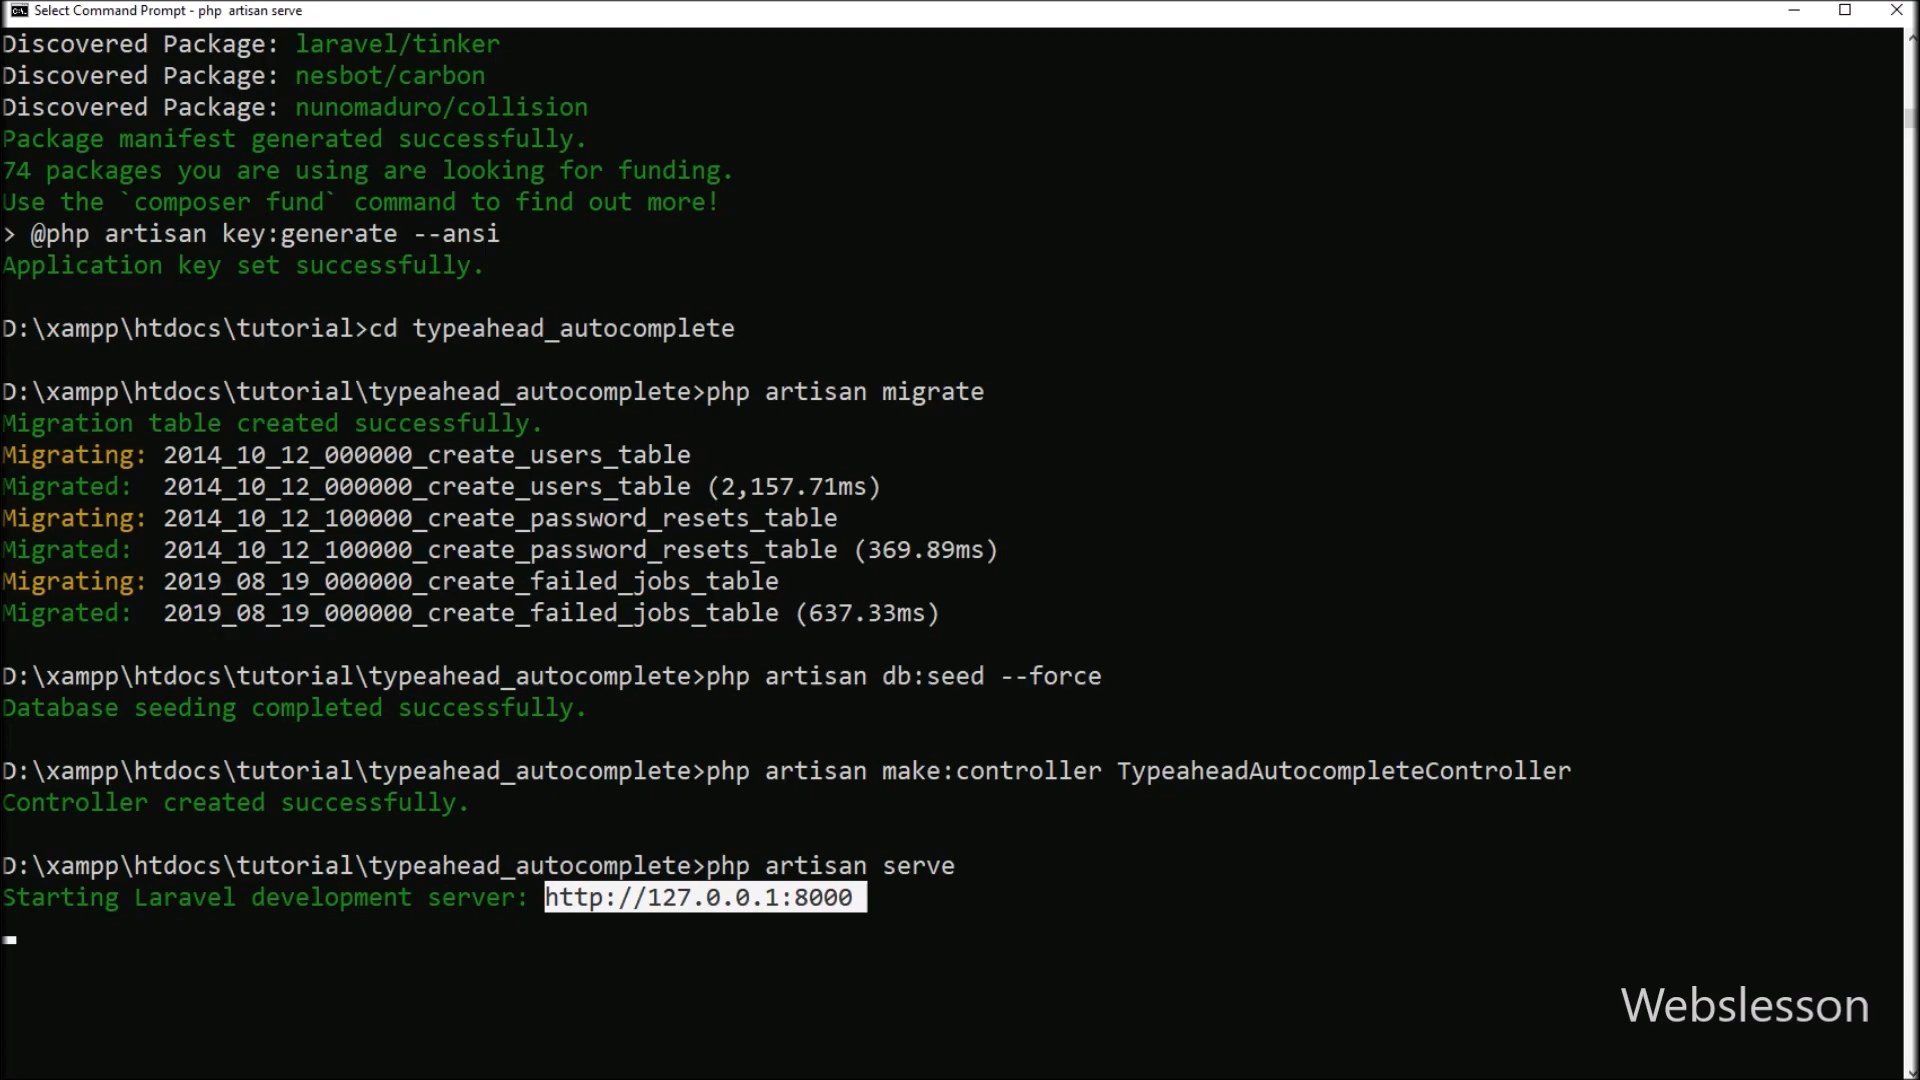 Select Command Prompt - php  artisan serve
Discovered Package: laravel/tinker
Discovered Package: nesbot/carbon
Discovered Package: nunomaduro/collision
Package manifest generated successfully.
74 packages you are using are looking for funding.
Use the `composer fund` command to find out more!
> @php artisan key:generate --ansi
Application key set successfully.
D:\xampp\htdocs\tutorial>cd typeahead_autocomplete
D:\xampp\htdocs\tutorial\typeahead_autocomplete>php artisan migrate
Migration table created successfully.
Migrating: 2014_10_12_000000_create_users_table
Migrated:  2014_10_12_000000_create_users_table (2,157.71ms)
Migrating: 2014_10_12_100000_create_password_resets_table
Migrated:  2014_10_12_100000_create_password_resets_table (369.89ms)
Migrating: 2019_08_19_000000_create_failed_jobs_table
Migrated:  2019_08_19_000000_create_failed_jobs_table (637.33ms)
D:\xampp\htdocs\tutorial\typeahead_autocomplete>php artisan db:seed --force
Database seeding completed successfully.
D:\xampp\htdocs\tutorial\typeahead_autocomplete>php artisan make:controller TypeaheadAutocompleteController
Controller created successfully.
D:\xampp\htdocs\tutorial\typeahead_autocomplete>php artisan serve
Starting Laravel development server: http://127.0.0.1:8000
Webslesson